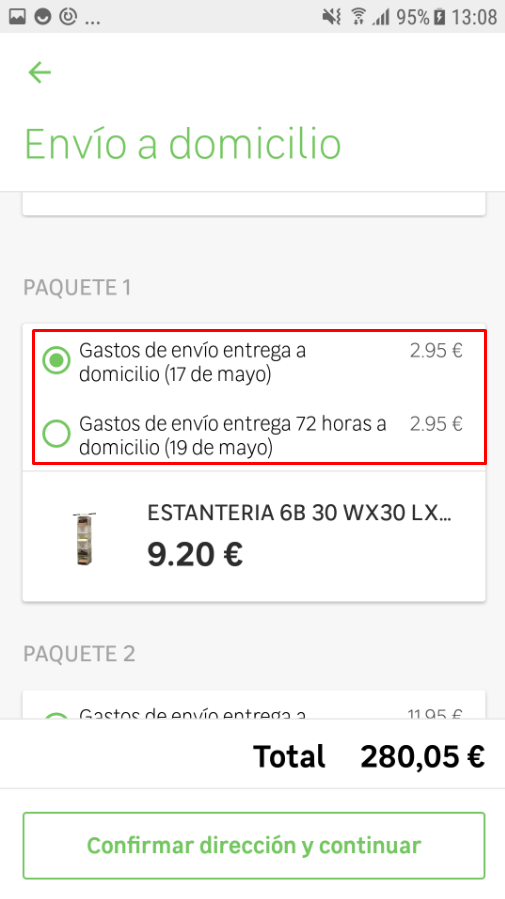 ... 95% 13:08
Envío a domicilio
PAQUETE 1
Gastos de envío entrega a 2.95 €
domicilio (17 de mayo)
Gastos de envío entrega 72 horas a 2.95 €
domicilio (19 de mayo)
ESTANTERIA 6B 30 WX30 LX...
9.20 €
PAQUETE 2
Gastos de envío entrega a 11.95 €
Total 280,05 €
Confirmar dirección y continuar